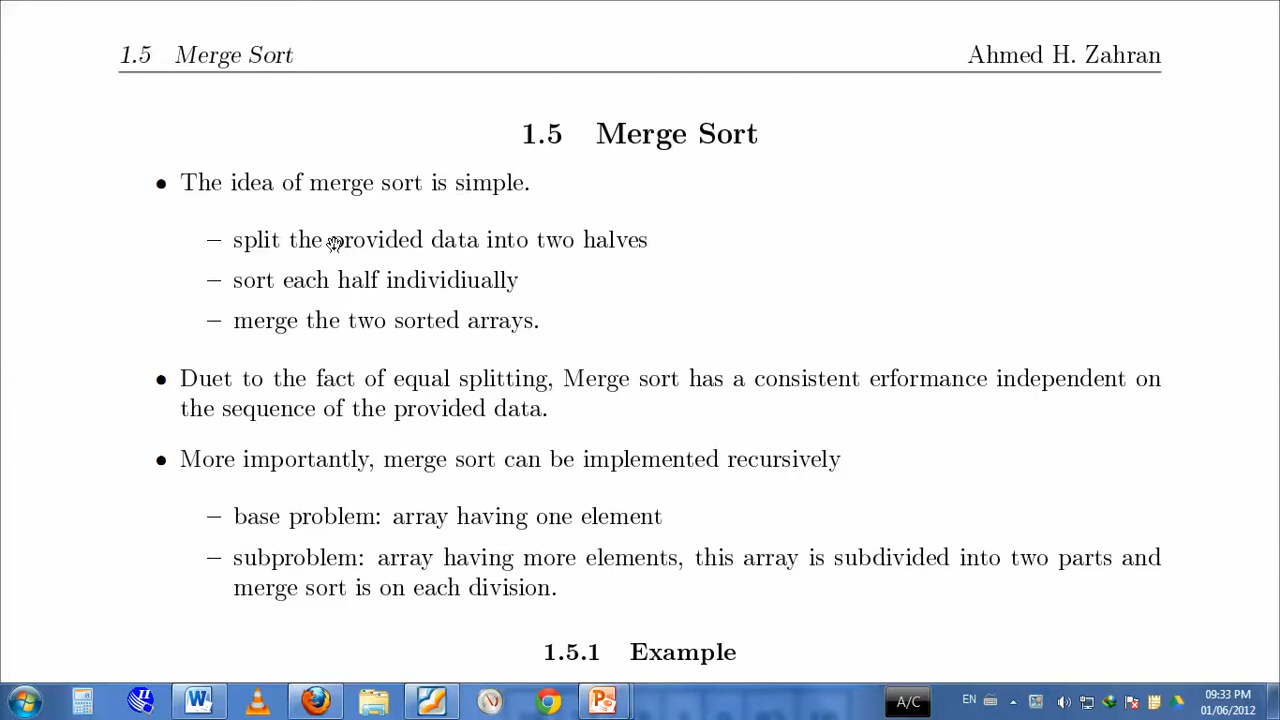 1.5 Merge Sort Ahmed H. Zahran
1.5 Merge Sort
• The idea of merge sort is simple.
– split the provided data into two halves
– sort each half individiually
– merge the two sorted arrays.
• Duet to the fact of equal splitting, Merge sort has a consistent erformance independent on
the sequence of the provided data.
• More importantly, merge sort can be implemented recursively
– base problem: array having one element
– subproblem: array having more elements, this array is subdivided into two parts and
merge sort is on each division.
1.5.1 Example
A/C EN 09:33 PM
01/06/2012